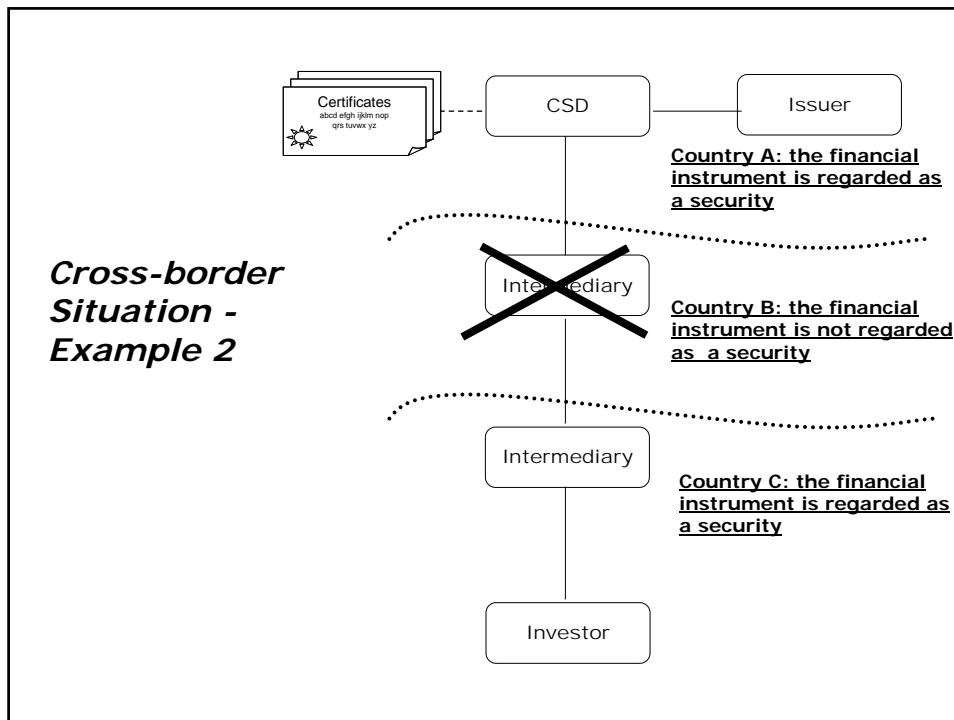 Certificates
abcd efgh ijklm nop
qrs tuvwx yz
CSD
Issuer
Country A: the financial
instrument is regarded as
a security
Cross-border
Situation -
Example 2
Intermediary
Country B: the financial
instrument is not regarded
as a security
Intermediary
Country C: the financial
instrument is regarded as
a security
Investor